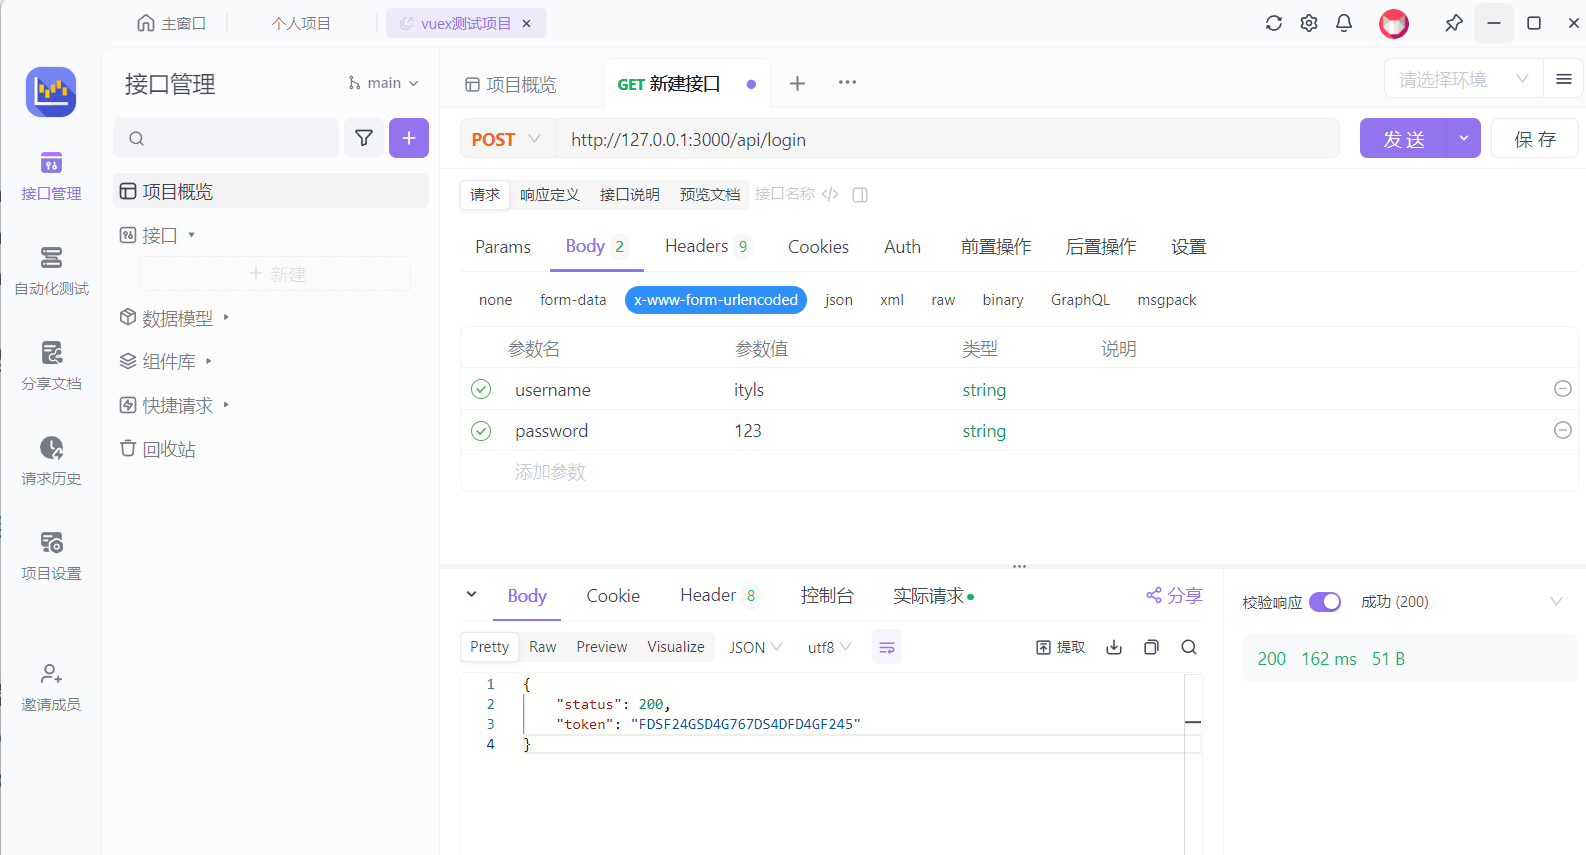 主窗口
个人项目
vuex测试项目
接口管理
main
项目概览
GET 新建接口
请选择环境
POST
http://127.0.0.1:3000/api/login
发 送
保 存
接口管理
自动化测试
分享文档
请求历史
项目设置
邀请成员
项目概览
接口
新建
数据模型
组件库
快捷请求
回收站
请求
响应定义
接口说明
预览文档
接口名称
Params
Body 2
Headers 9
Cookies
Auth
前置操作
后置操作
设置
none
form-data
x-www-form-urlencoded
json
xml
raw
binary
GraphQL
msgpack
参数名 参数值 类型 说明
username ityls string
password 123 string
添加参数
Body
Cookie
Header 8
控制台
实际请求
分享
校验响应
成功 (200)
Pretty
Raw
Preview
Visualize
JSON
utf8
提取
200 162 ms 51 B
1 {
2 "status": 200,
3 "token": "FDSF24GSD4G767DS4DFD4GF245"
4 }